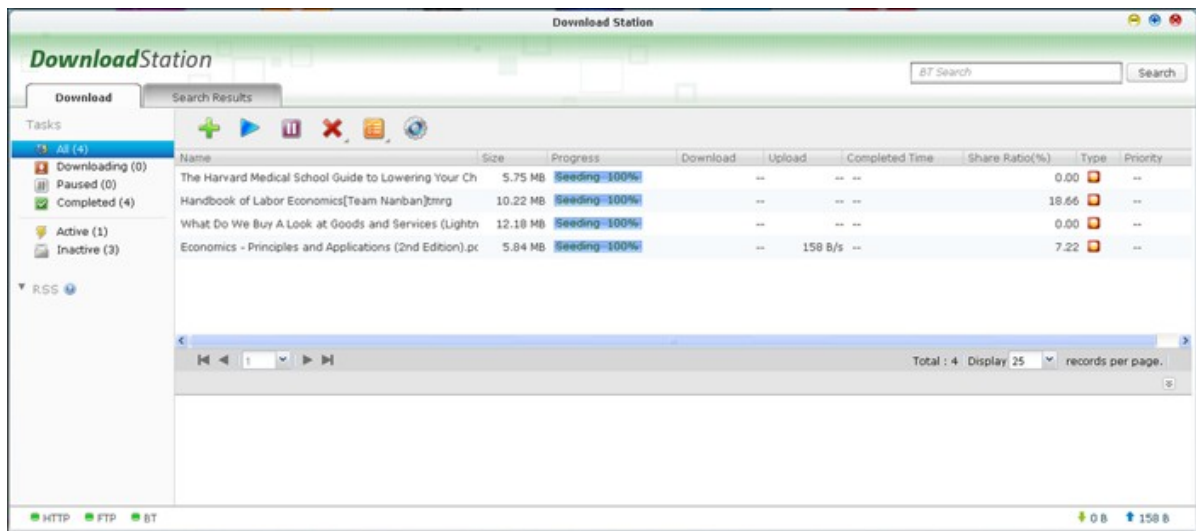 Download Station
DownloadStation
BT Search Search
Download Search Results
Tasks
All (4)
Downloading (0)
Paused (0)
Completed (4)
Active (1)
Inactive (3)
RSS
Name Size Progress Download Upload Completed Time Share Ratio(%) Type Priority
The Harvard Medical School Guide to Lowering Your Ch 5.75 MB Seeding 100% -- -- -- 0.00 --
Handbook of Labor Economics[Team Nanban]tmrg 10.22 MB Seeding 100% -- -- -- 18.66 --
What Do We Buy A Look at Goods and Services (Lightn 12.18 MB Seeding 100% -- -- -- 0.00 --
Economics - Principles and Applications (2nd Edition).pc 5.84 MB Seeding 100% -- 158 B/s -- 7.22 --
1 Total : 4 Display 25 records per page.
HTTP FTP BT 0 B 158 B